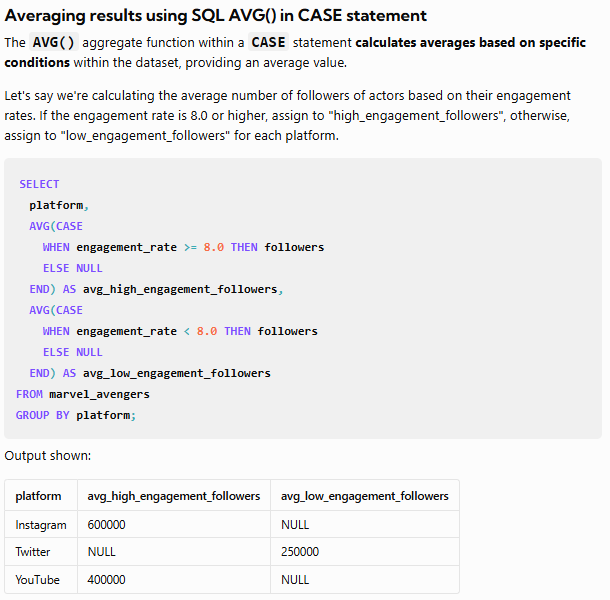 Averaging results using SQL AVG() in CASE statement
The AVG() aggregate function within a CASE statement calculates averages based on specific
conditions within the dataset, providing an average value.
Let's say we're calculating the average number of followers of actors based on their engagement
rates. If the engagement rate is 8.0 or higher, assign to "high_engagement_followers", otherwise,
assign to "low_engagement_followers" for each platform.
SELECT
platform,
AVG(CASE
WHEN engagement_rate >= 8.0 THEN followers
ELSE NULL
END) AS avg_high_engagement_followers,
AVG(CASE
WHEN engagement_rate < 8.0 THEN followers
ELSE NULL
END) AS avg_low_engagement_followers
FROM marvel_avengers
GROUP BY platform;
Output shown:
platform avg_high_engagement_followers avg_low_engagement_followers
Instagram 600000 NULL
Twitter NULL 250000
YouTube 400000 NULL